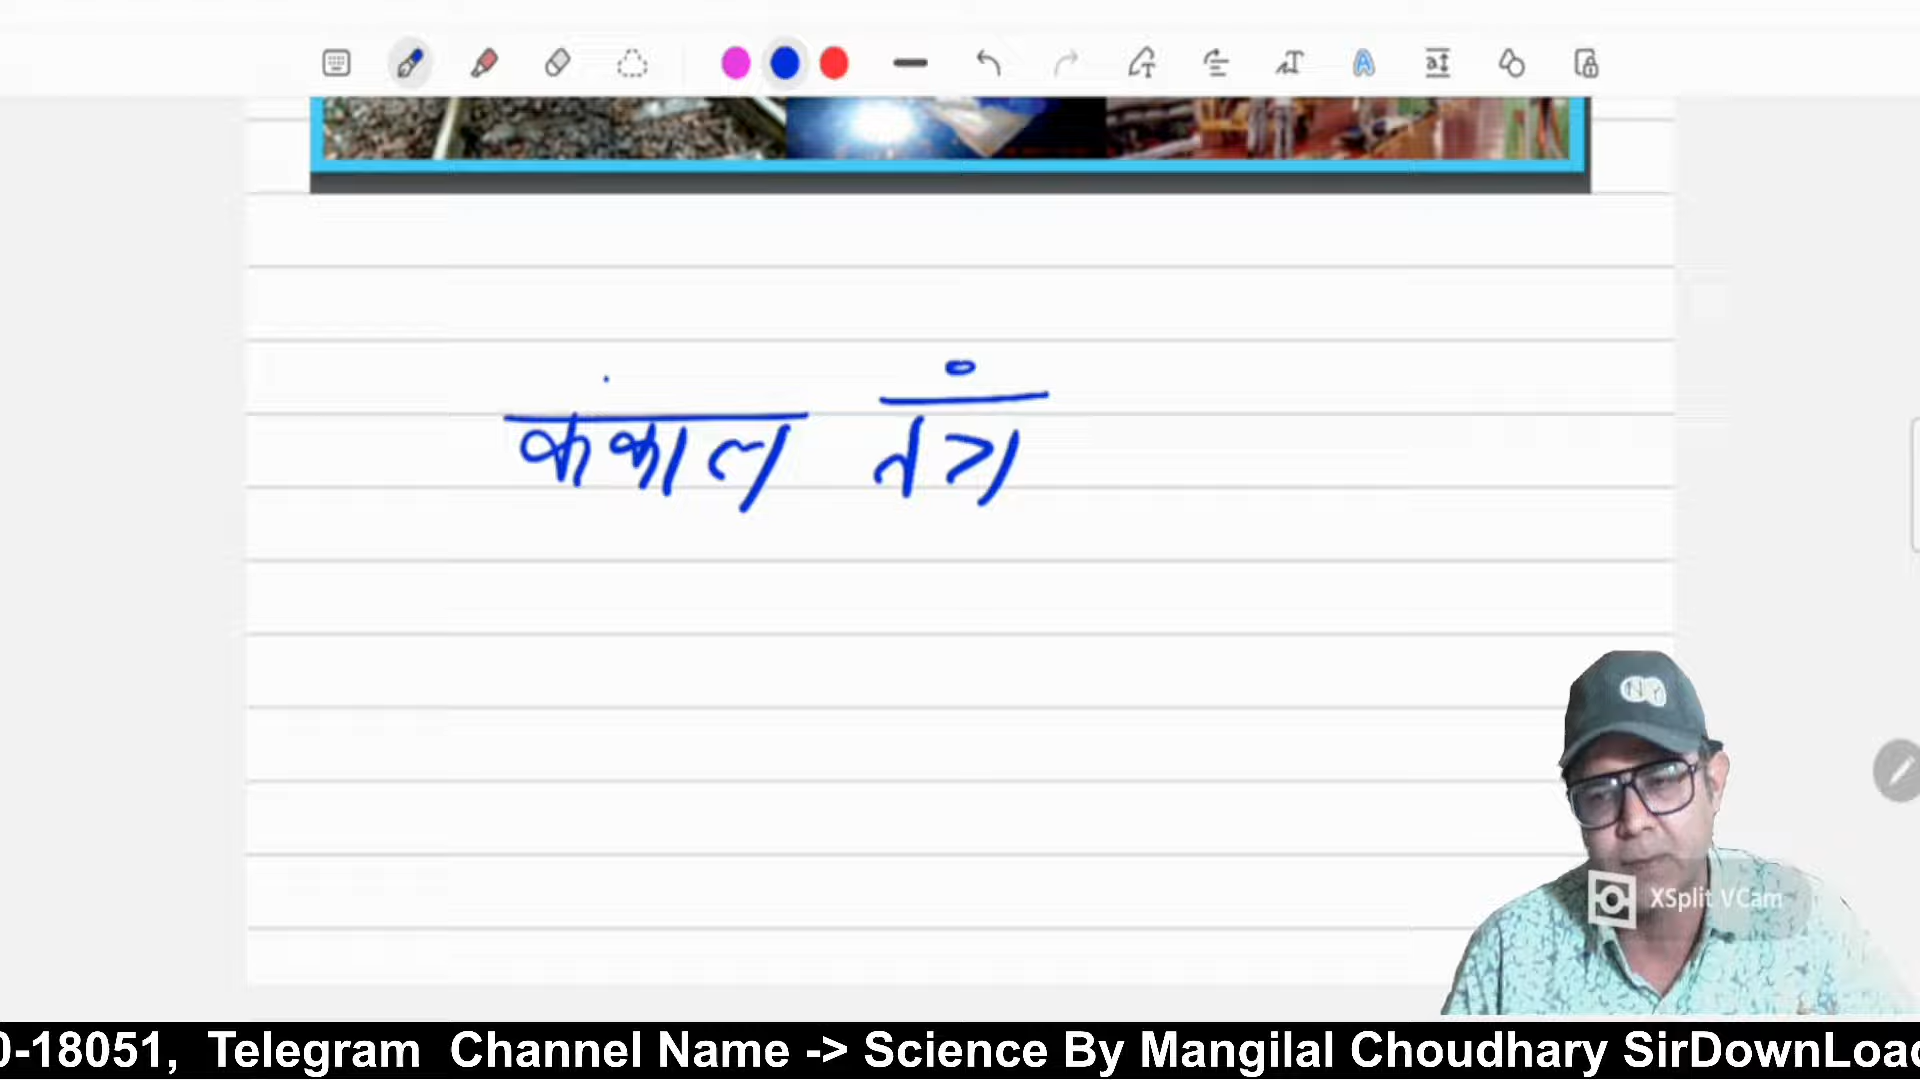 कंकाल तंत्र
XSplit VCam
0-18051, Telegram Channel Name -> Science By Mangilal Choudhary SirDownLoad